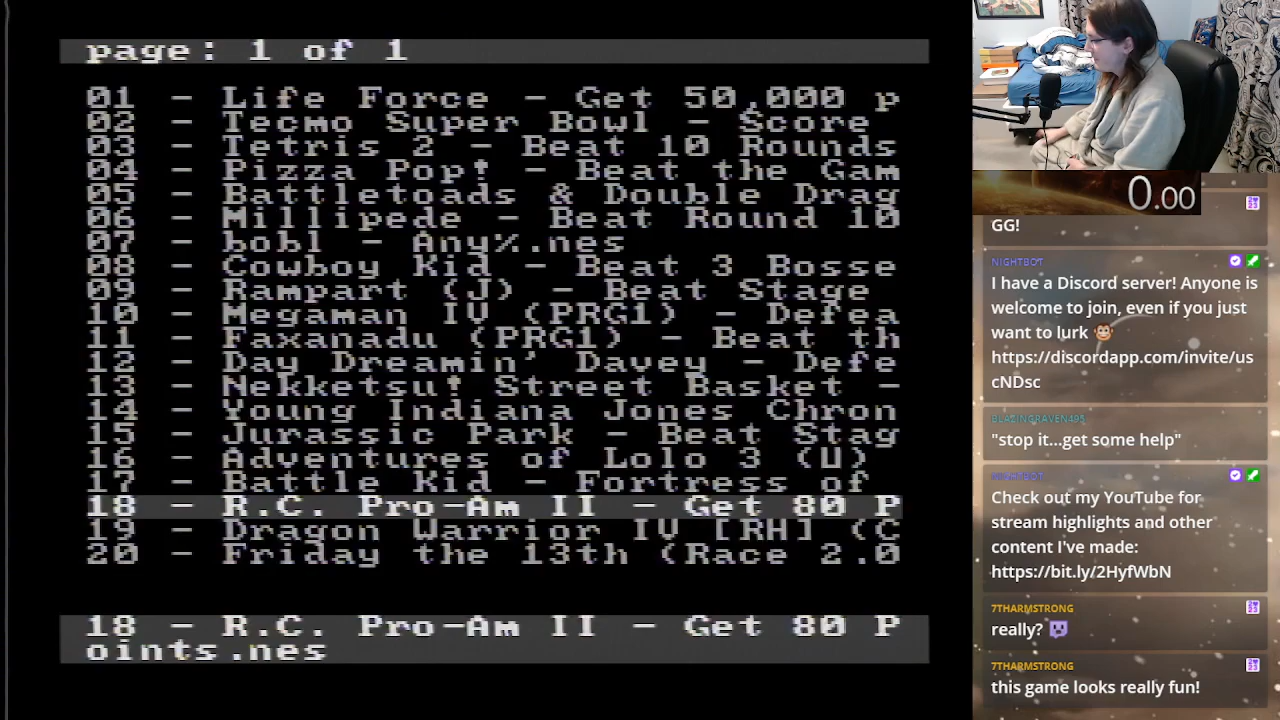 page: 1 of 1
01 - Life Force - Get 50,000 p
02 - Tecmo Super Bowl - Score
03 - Tetris 2 - Beat 10 Rounds
04 - Pizza Pop! - Beat the Gam
05 - Battletoads & Double Drag
06 - Millipede - Beat Round 10
07 - bobl - Any%.nes
08 - Cowboy Kid - Beat 3 Bosse
09 - Rampart (J) - Beat Stage
10 - Megaman IV (PRG1) - Defea
11 - Faxanadu (PRG1) - Beat th
12 - Day Dreamin' Davey - Defe
13 - Nekketsu! Street Basket -
14 - Young Indiana Jones Chron
15 - Jurassic Park - Beat Stag
16 - Adventures of Lolo 3 (U)
17 - Battle Kid - Fortress of
18 - R.C. Pro-Am II - Get 80 P
19 - Dragon Warrior IV [RH] (C
20 - Friday the 13th (Race 2.0
18 - R.C. Pro-Am II - Get 80 P
oints.nes
0.00
GG!
NIGHTBOT
I have a Discord server! Anyone is
welcome to join, even if you just
want to lurk
https://discordapp.com/invite/us
cNDsc
BLAZINGRAVEN495
"stop it...get some help"
NIGHTBOT
Check out my YouTube for
stream highlights and other
content I've made:
https://bit.ly/2HyfWbN
7THARMSTRONG
really?
7THARMSTRONG
this game looks really fun!